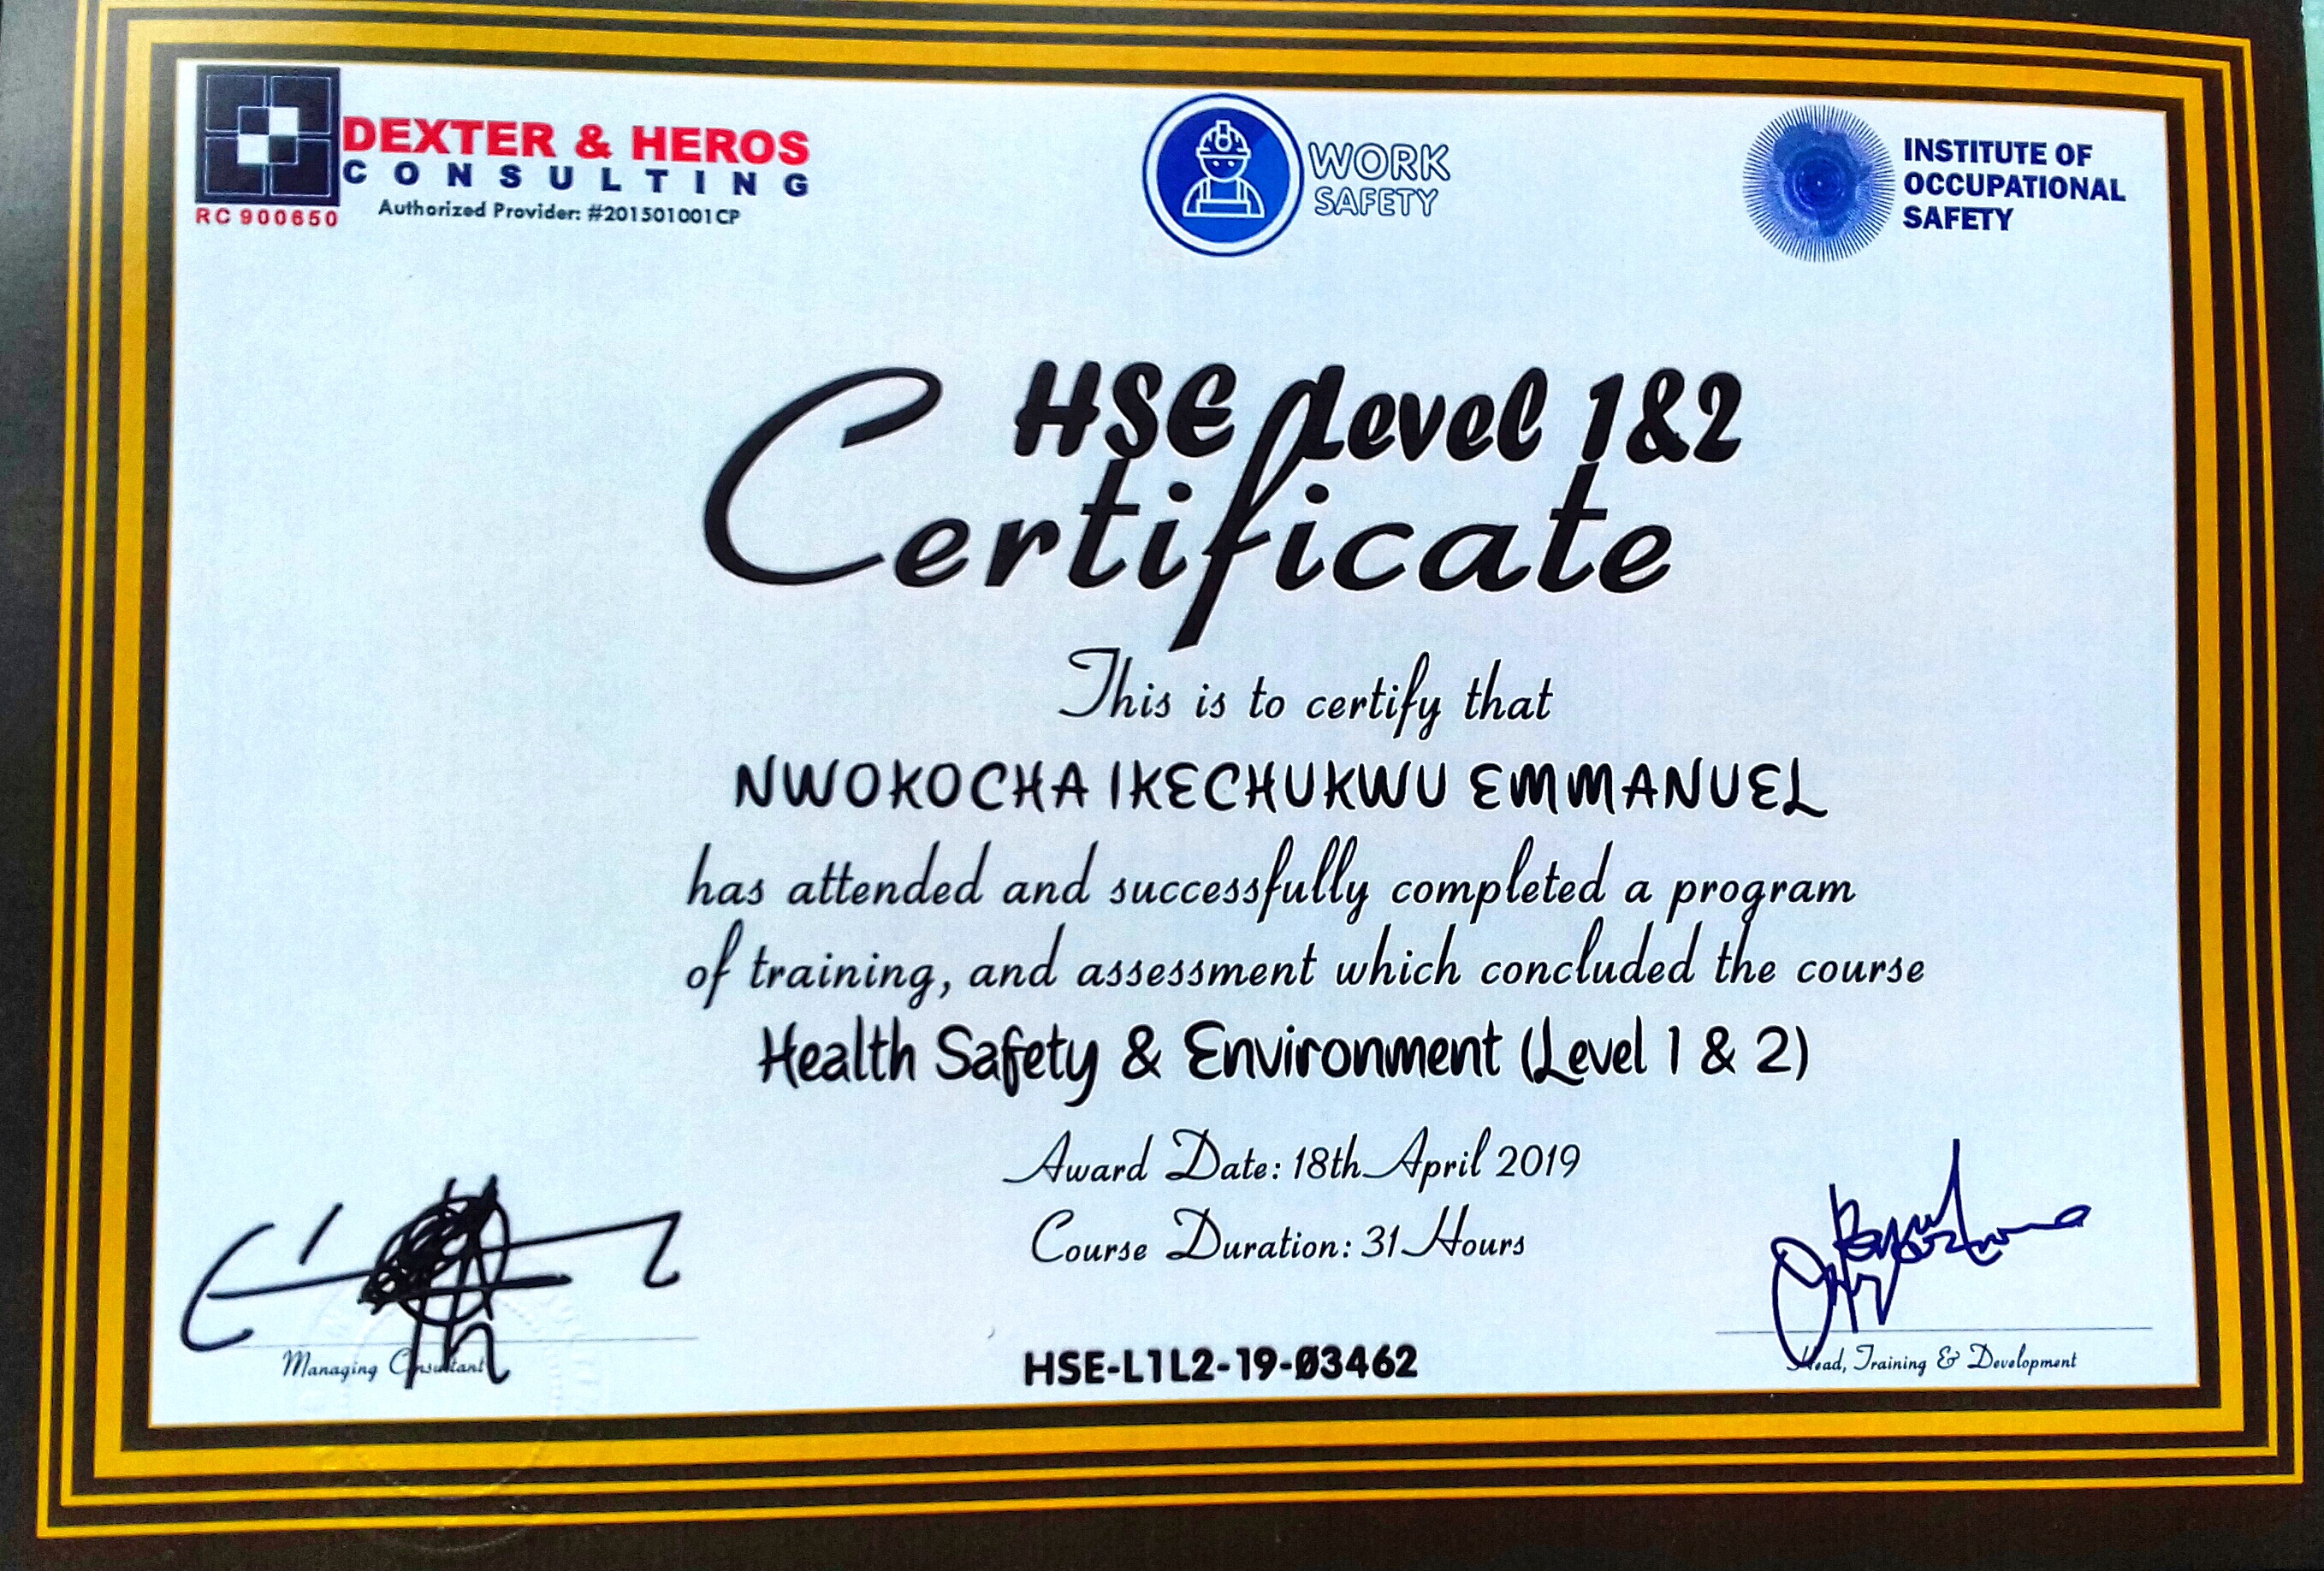 DEXTER & HEROS
CONSULTING
RC 900650
Authorized Provider: #201501001CP
WORK
SAFETY
INSTITUTE OF
OCCUPATIONAL
SAFETY
HSE Level 1&2
Certificate
This is to certify that
NWOKOCHA IKECHUKWU EMMANUEL
has attended and successfully completed a program
of training, and assessment which concluded the course
Health Safety & Environment (Level 1 & 2)
Award Date: 18th April 2019
Course Duration: 31 Hours
Managing Consultant
HSE-L1L2-19-03462
Head, Training & Development